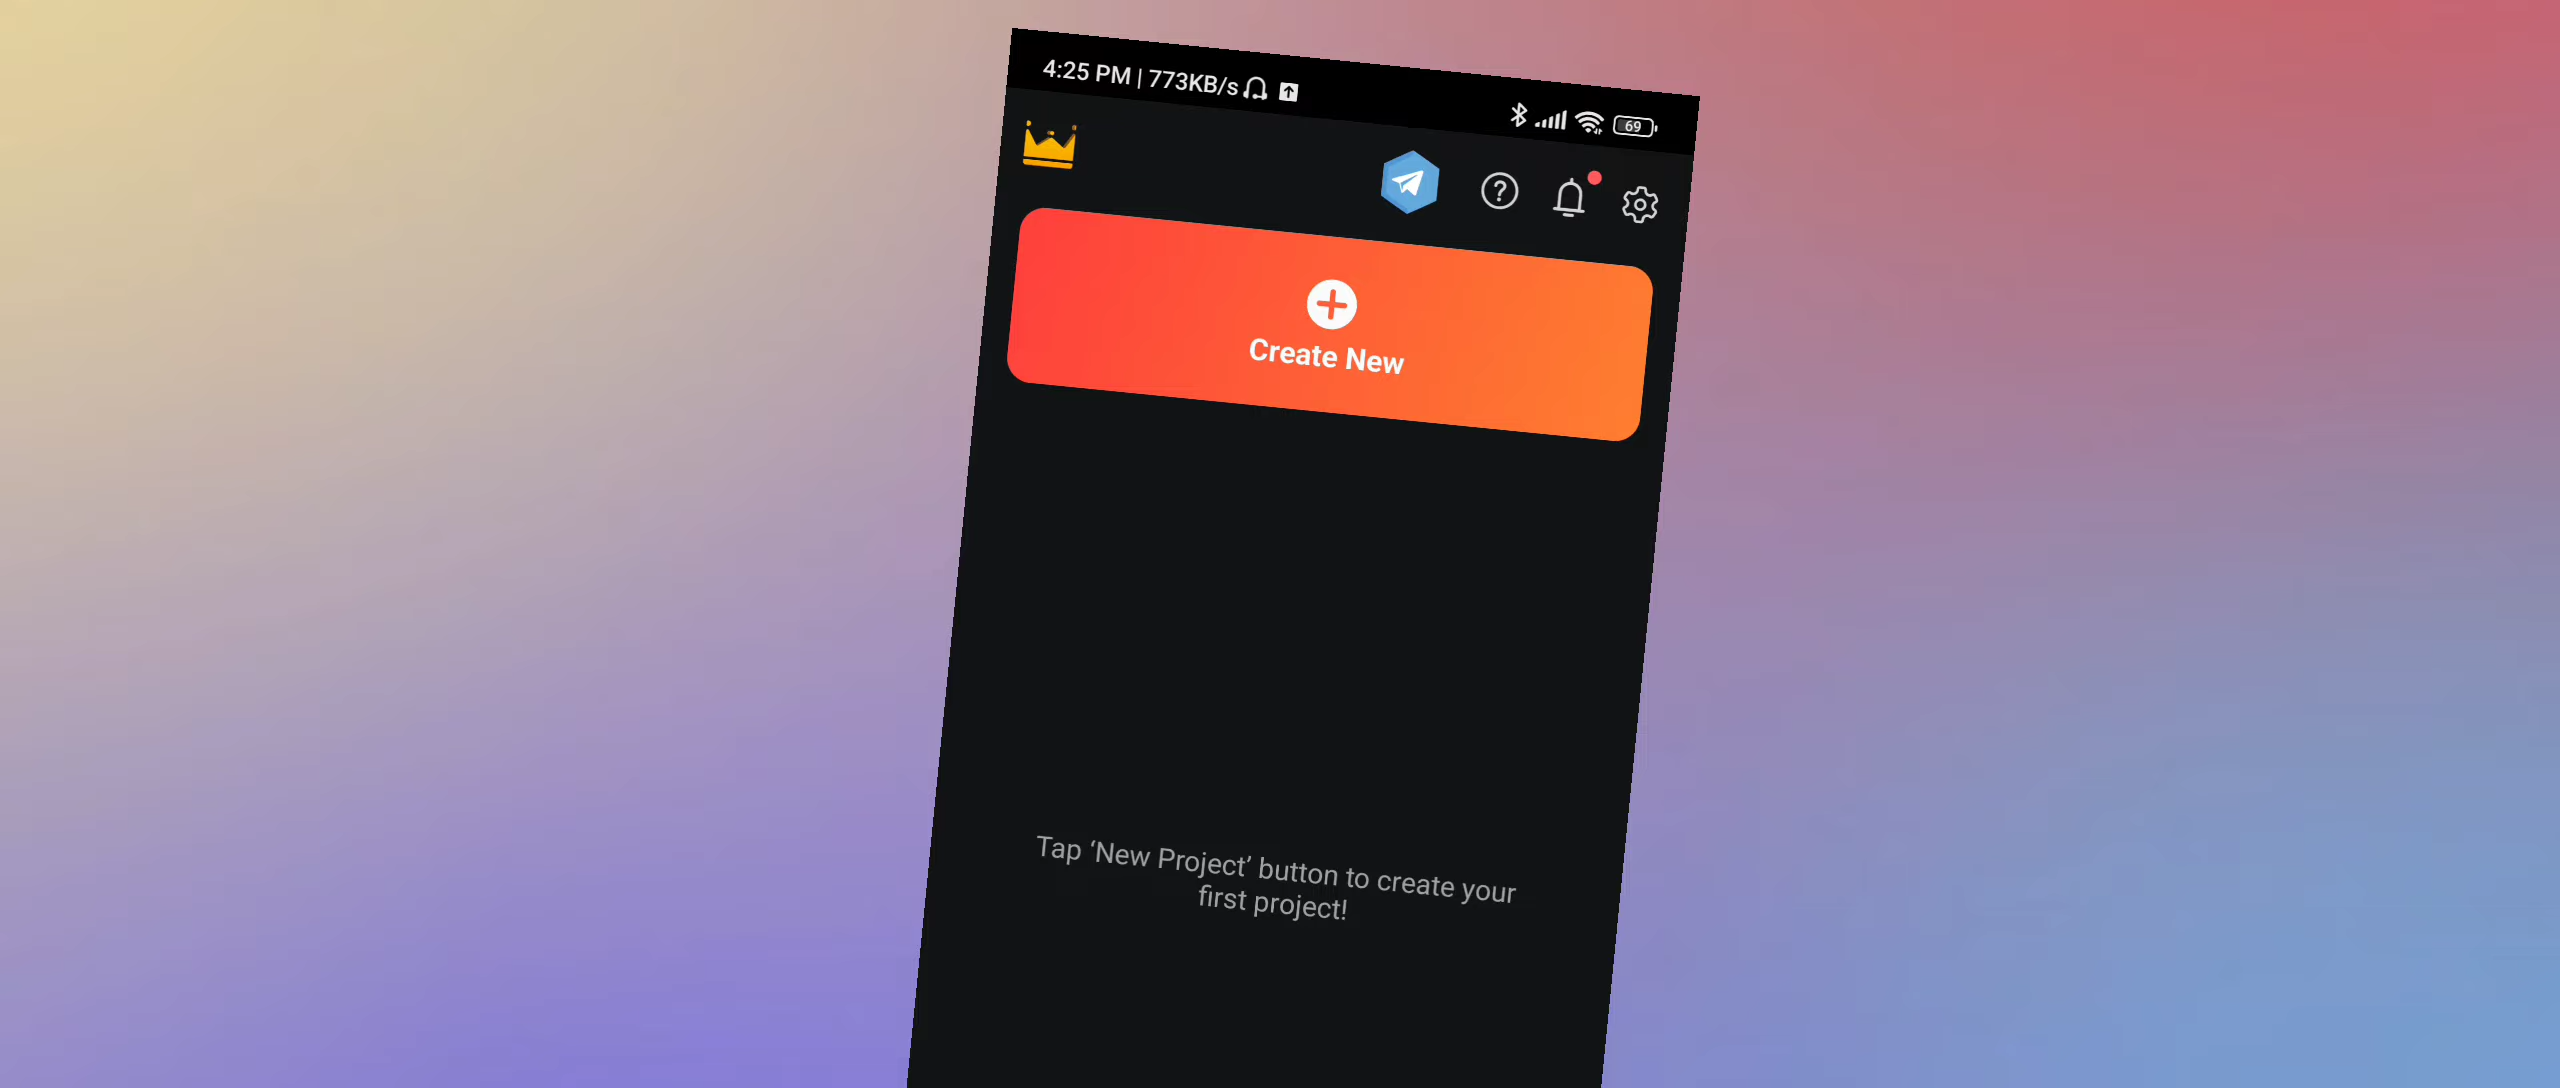 4:25 PM | 773KB/s
69
Create New
Tap ‘New Project’ button to create your
first project!